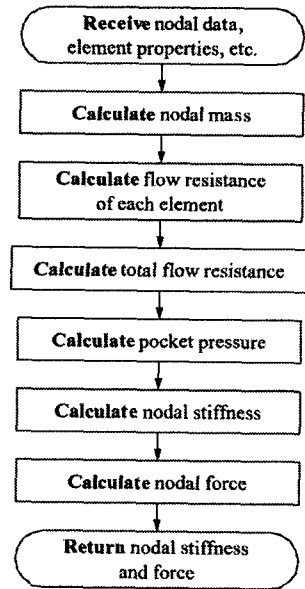 Receive nodal data,
element properties, etc.
Calculate nodal mass
Calculate flow resistance
of each element
Calculate total flow resistance
Calculate pocket pressure
Calculate nodal stiffness
Calculate nodal force
Return nodal stiffness
and force